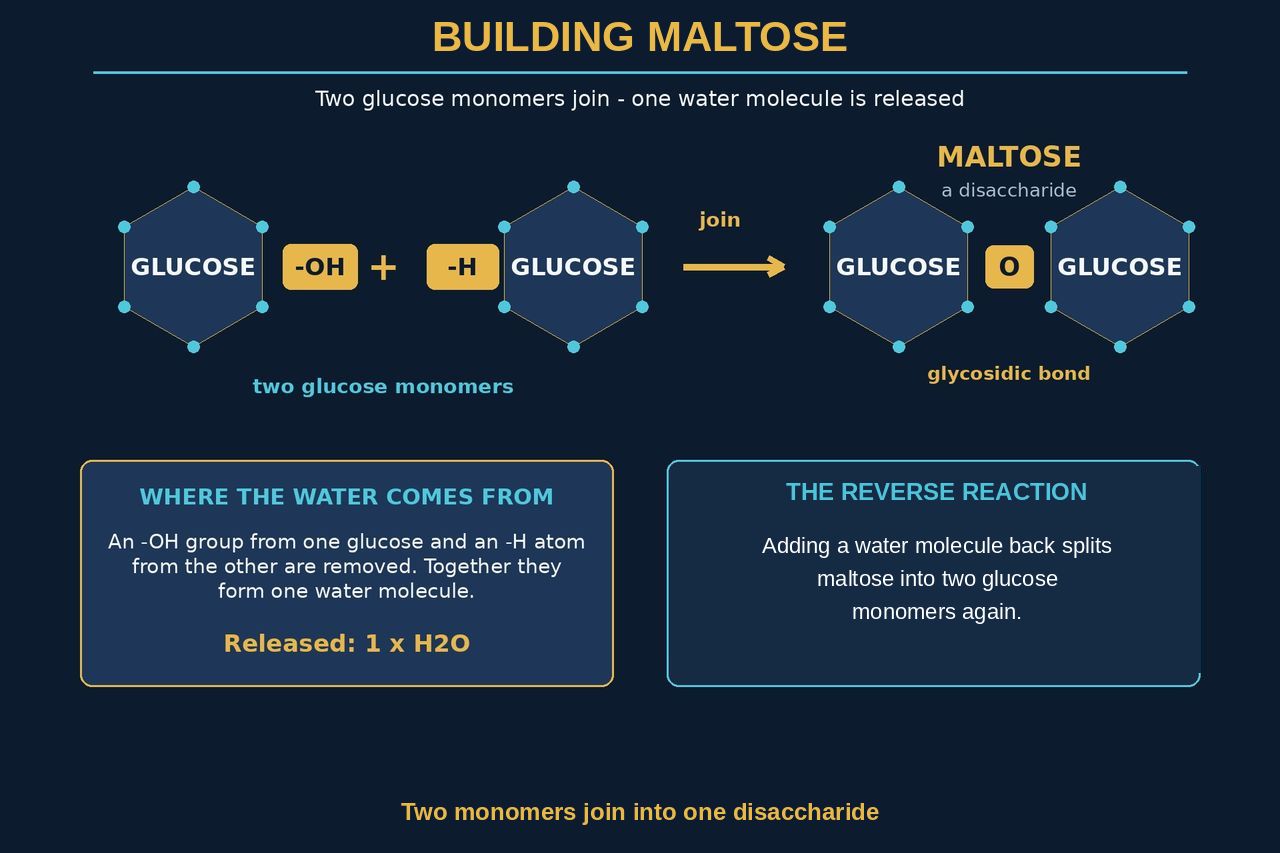 BUILDING MALTOSE
Two glucose monomers join - one water molecule is released
MALTOSE
a disaccharide
join
GLUCOSE -OH + -H GLUCOSE GLUCOSE O GLUCOSE
two glucose monomers
glycosidic bond
WHERE THE WATER COMES FROM
An -OH group from one glucose and an -H atom
from the other are removed. Together they
form one water molecule.
Released: 1 x H2O
THE REVERSE REACTION
Adding a water molecule back splits
maltose into two glucose
monomers again.
Two monomers join into one disaccharide